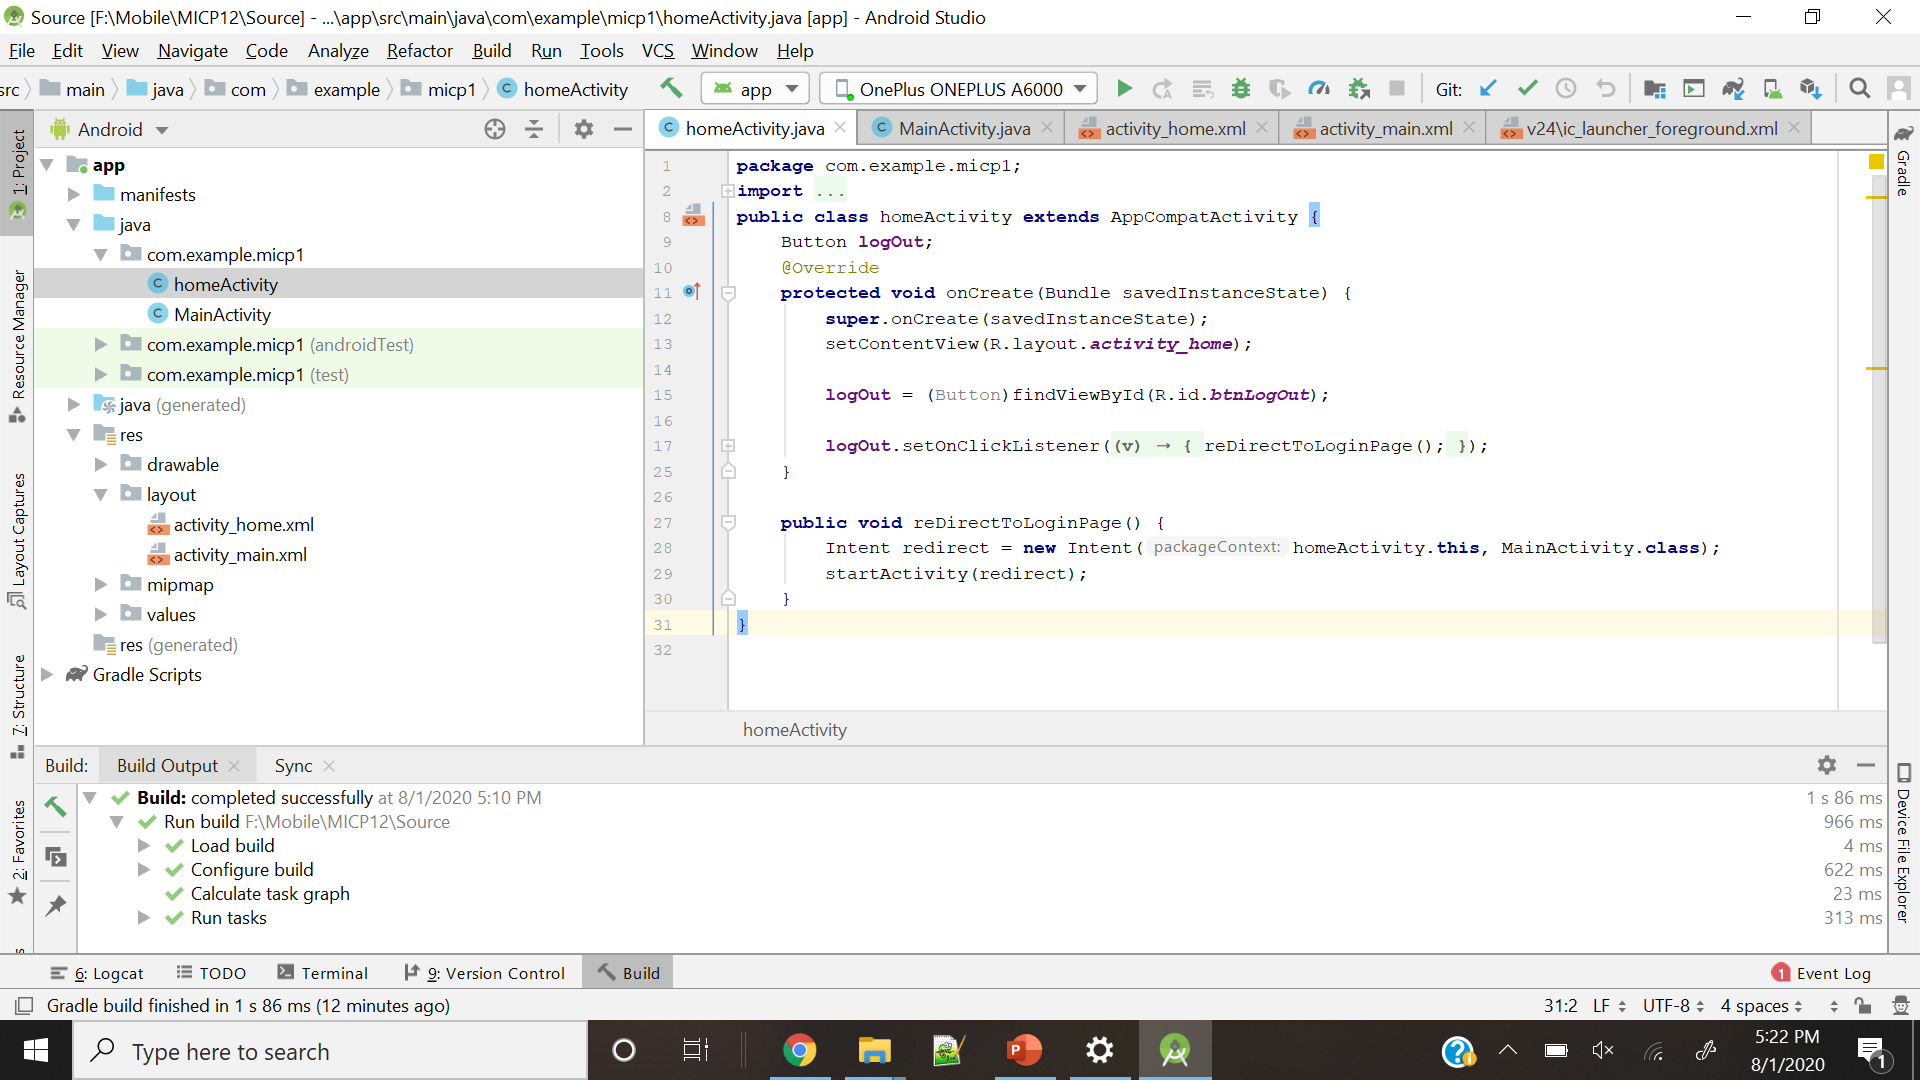 Source [F:\Mobile\MICP12\Source] - ...\app\src\main\java\com\example\micp1\homeActivity.java [app] - Android Studio
File Edit View Navigate Code Analyze Refactor Build Run Tools VCS Window Help
src main java com example micp1 homeActivity app OnePlus ONEPLUS A6000 Git:
Android
homeActivity.java MainActivity.java activity_home.xml activity_main.xml v24\ic_launcher_foreground.xml
1: Project
Resource Manager
Layout Captures
7: Structure
2: Favorites
app
manifests
java
com.example.micp1
homeActivity
MainActivity
com.example.micp1 (androidTest)
com.example.micp1 (test)
java (generated)
res
drawable
layout
activity_home.xml
activity_main.xml
mipmap
values
res (generated)
Gradle Scripts
1 package com.example.micp1;
2 import ...
8 public class homeActivity extends AppCompatActivity {
9 Button logOut;
10 @Override
11 protected void onCreate(Bundle savedInstanceState) {
12 super.onCreate(savedInstanceState);
13 setContentView(R.layout.activity_home);
14
15 logOut = (Button)findViewById(R.id.btnLogOut);
16
17 logOut.setOnClickListener((v) → { reDirectToLoginPage(); });
25 }
26
27 public void reDirectToLoginPage() {
28 Intent redirect = new Intent( packageContext: homeActivity.this, MainActivity.class);
29 startActivity(redirect);
30 }
31 }
32
homeActivity
Gradle
Device File Explorer
Build: Build Output Sync
Build: completed successfully at 8/1/2020 5:10 PM 1 s 86 ms
Run build F:\Mobile\MICP12\Source 966 ms
Load build 4 ms
Configure build 622 ms
Calculate task graph 23 ms
Run tasks 313 ms
6: Logcat TODO Terminal 9: Version Control Build 1 Event Log
Gradle build finished in 1 s 86 ms (12 minutes ago) 31:2 LF UTF-8 4 spaces
Type here to search
5:22 PM
8/1/2020
1